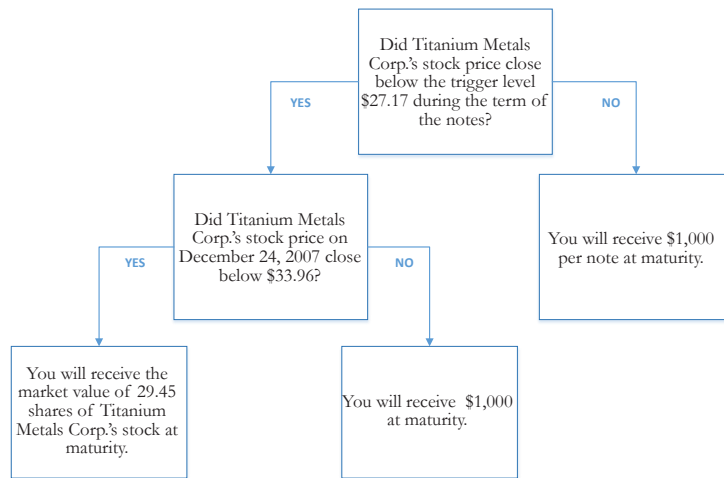 Did Titanium Metals
Corp.'s stock price close
below the trigger level
$27.17 during the term of
the notes?
YES
NO
Did Titanium Metals
Corp.'s stock price on
December 24, 2007 close
below $33.96?
You will receive $1,000
per note at maturity.
YES
NO
You will receive the
market value of 29.45
shares of Titanium
Metals Corp.'s stock at
maturity.
You will receive $1,000
at maturity.